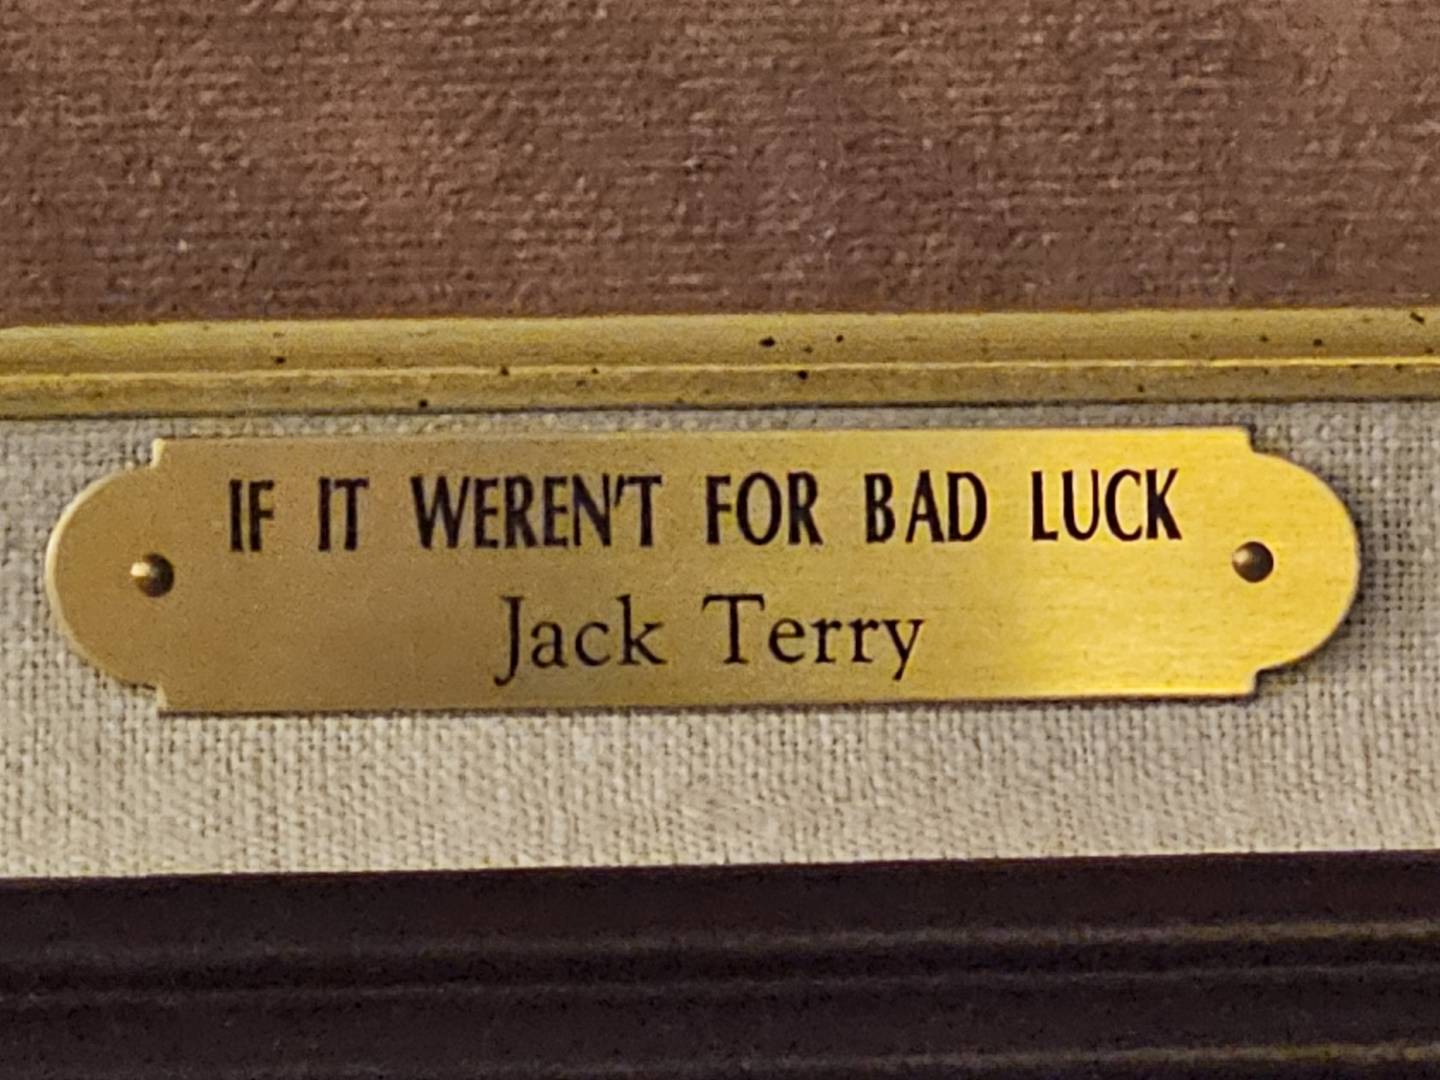 IF IT WEREN'T FOR BAD LUCK
Jack Terry